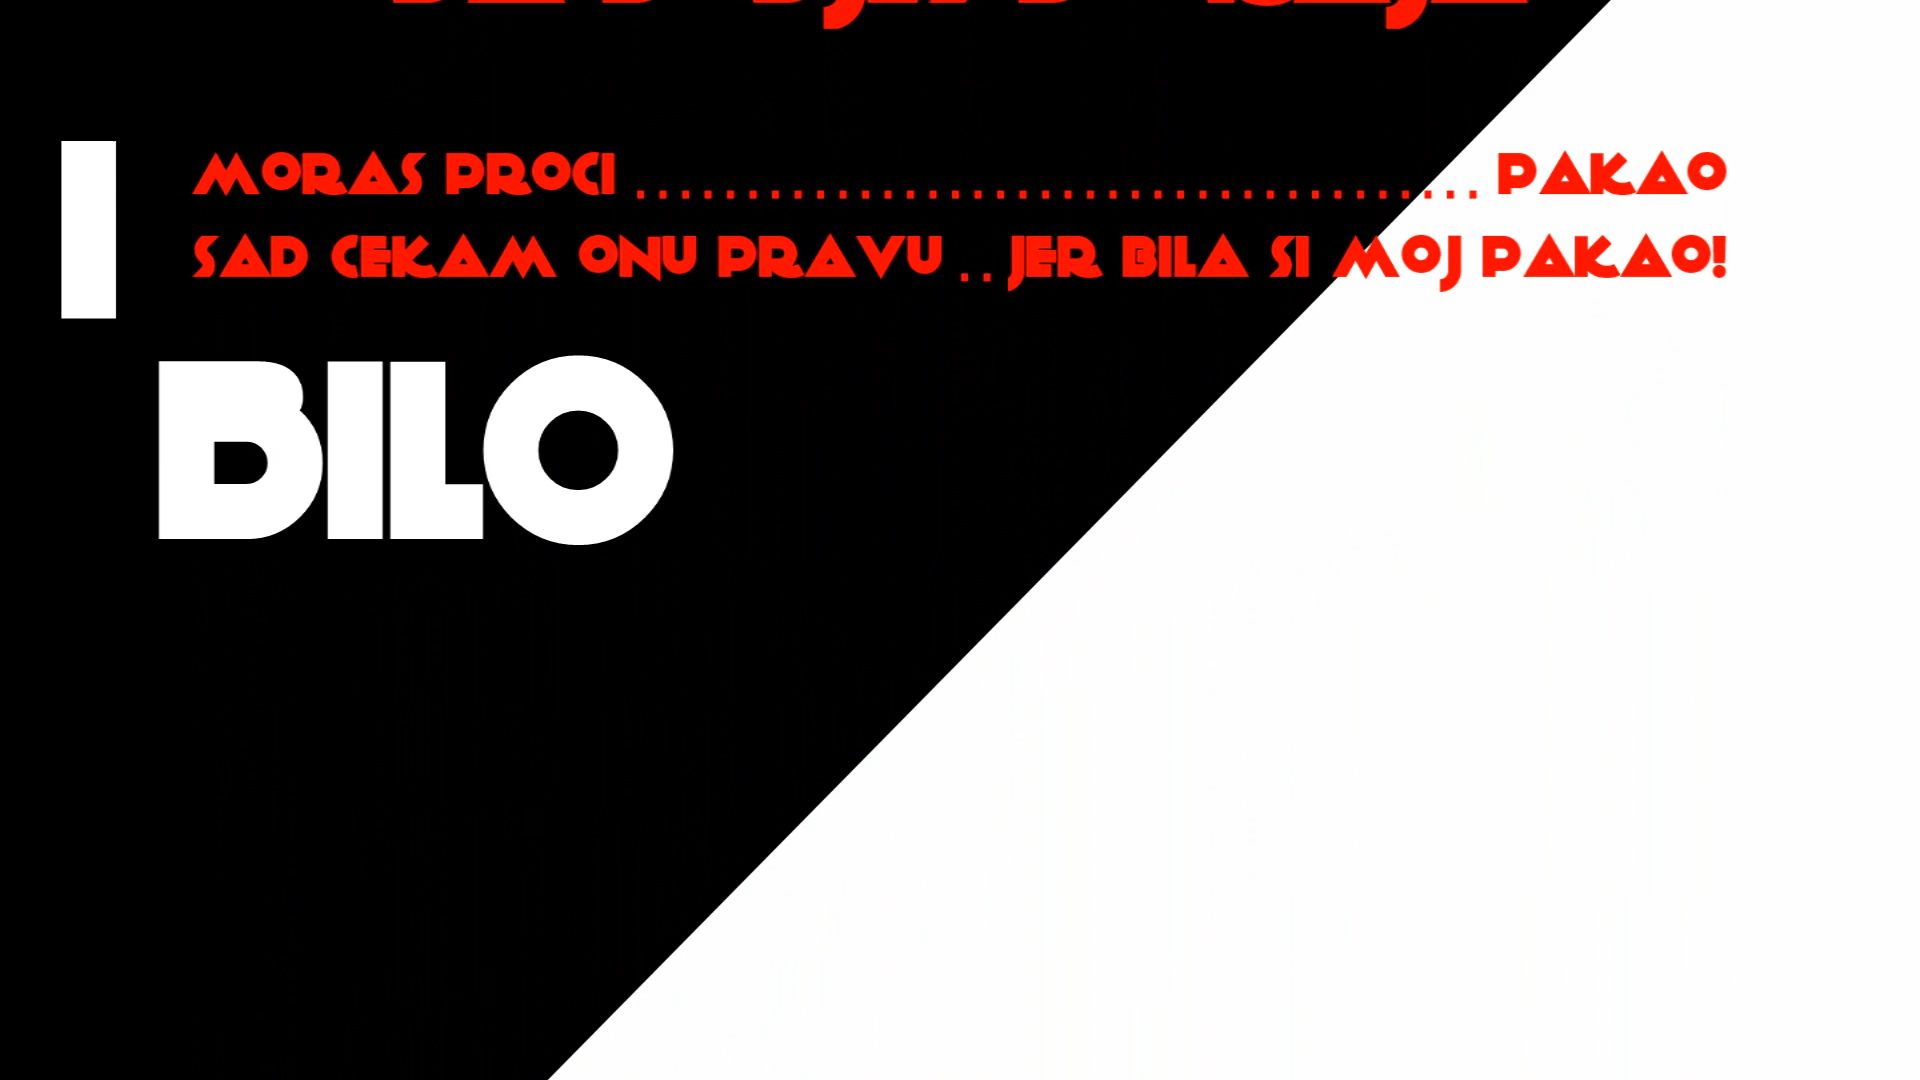 I
MORAS PROCI ...................................... PAKAO
SAD CEKAM ONU PRAVU .. JER BILA SI MOJ PAKAO!
BILO